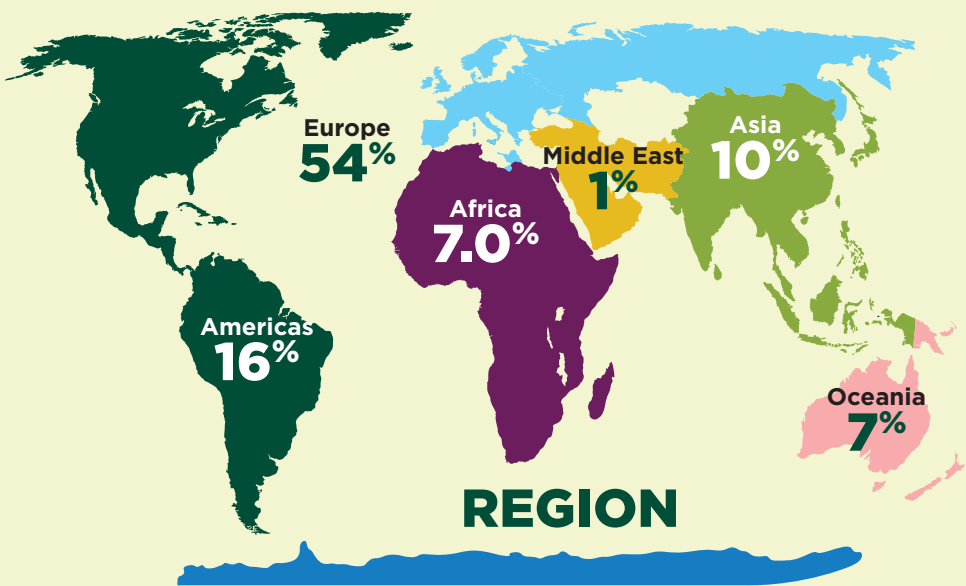 Europe
54%
Middle East
1%
Asia
10%
Africa
7.0%
Americas
16%
Oceania
7%
REGION